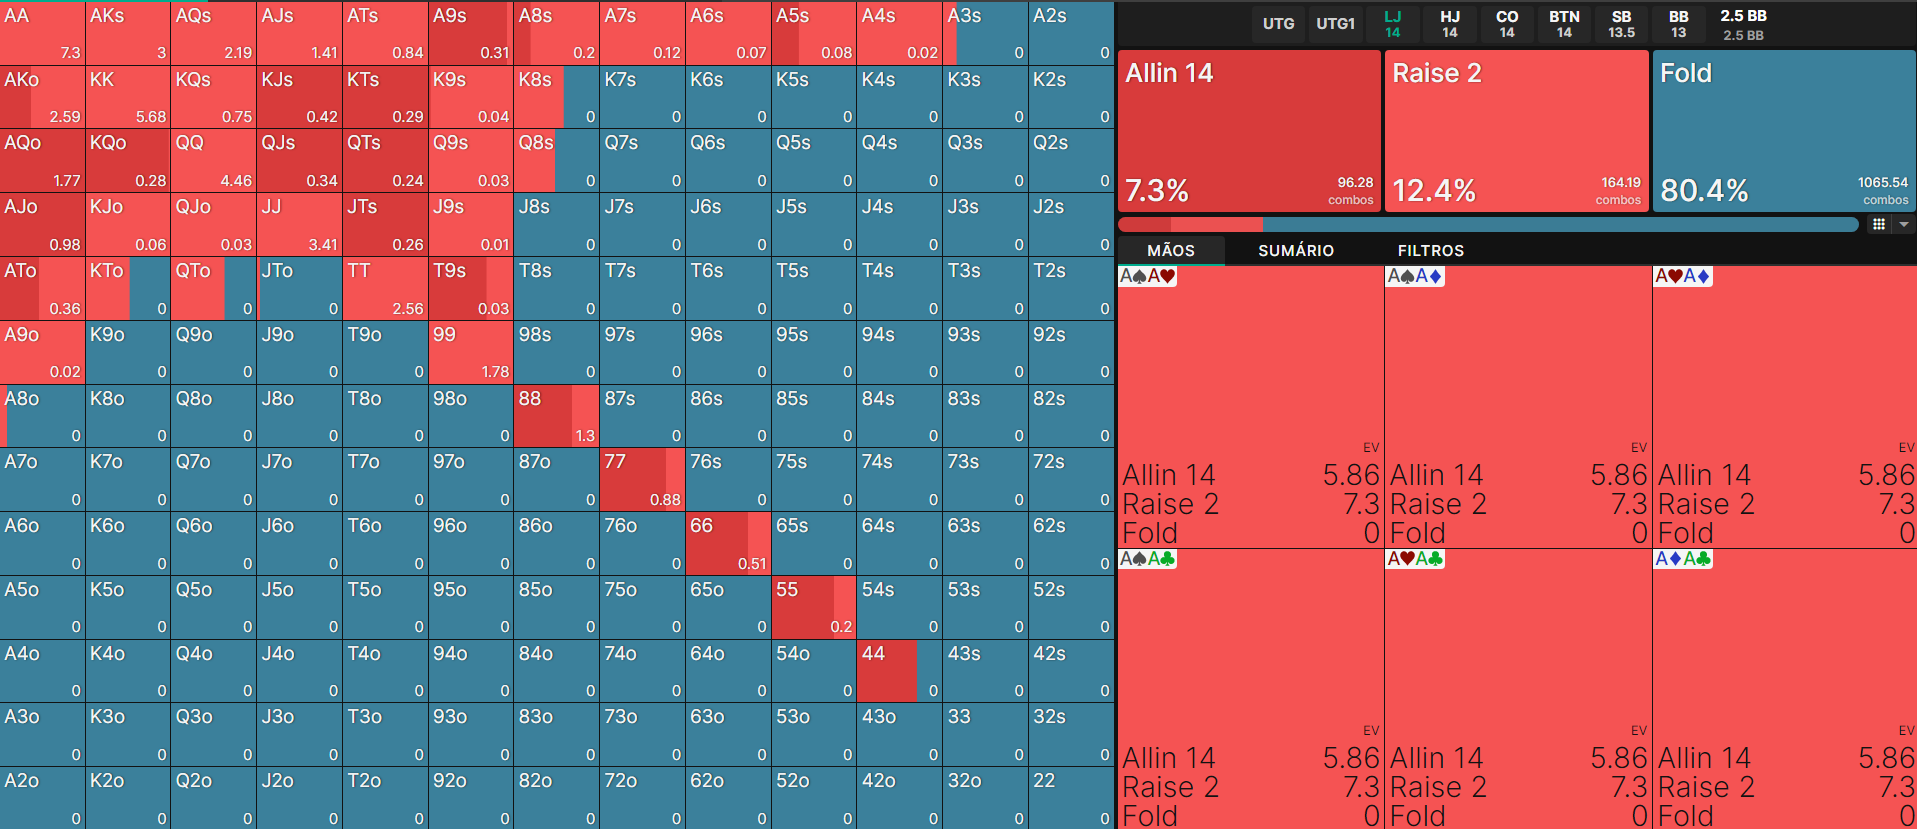 AA AKs AQs AJs ATs A9s A8s A7s A6s A5s A4s A3s A2s
7.3 3 2.19 1.41 0.84 0.31 0.2 0.12 0.07 0.08 0.02 0 0
AKo KK KQs KJs KTs K9s K8s K7s K6s K5s K4s K3s K2s
2.59 5.68 0.75 0.42 0.29 0.04 0 0 0 0 0 0 0
AQo KQo QQ QJs QTs Q9s Q8s Q7s Q6s Q5s Q4s Q3s Q2s
1.77 0.28 4.46 0.34 0.24 0.03 0 0 0 0 0 0 0
AJo KJo QJo JJ JTs J9s J8s J7s J6s J5s J4s J3s J2s
0.98 0.06 0.03 3.41 0.26 0.01 0 0 0 0 0 0 0
ATo KTo QTo JTo TT T9s T8s T7s T6s T5s T4s T3s T2s
0.36 0 0 0 2.56 0.03 0 0 0 0 0 0 0
A9o K9o Q9o J9o T9o 99 98s 97s 96s 95s 94s 93s 92s
0.02 0 0 0 0 1.78 0 0 0 0 0 0 0
A8o K8o Q8o J8o T8o 98o 88 87s 86s 85s 84s 83s 82s
0 0 0 0 0 0 1.3 0 0 0 0 0 0
A7o K7o Q7o J7o T7o 97o 87o 77 76s 75s 74s 73s 72s
0 0 0 0 0 0 0 0.88 0 0 0 0 0
A6o K6o Q6o J6o T6o 96o 86o 76o 66 65s 64s 63s 62s
0 0 0 0 0 0 0 0 0.51 0 0 0 0
A5o K5o Q5o J5o T5o 95o 85o 75o 65o 55 54s 53s 52s
0 0 0 0 0 0 0 0 0 0.2 0 0 0
A4o K4o Q4o J4o T4o 94o 84o 74o 64o 54o 44 43s 42s
0 0 0 0 0 0 0 0 0 0 0 0 0
A3o K3o Q3o J3o T3o 93o 83o 73o 63o 53o 43o 33 32s
0 0 0 0 0 0 0 0 0 0 0 0 0
A2o K2o Q2o J2o T2o 92o 82o 72o 62o 52o 42o 32o 22
0 0 0 0 0 0 0 0 0 0 0 0 0
UTG UTG1 LJ HJ CO BTN SB BB 2.5 BB
14 14 14 14 13.5 13 2.5 BB
Allin 14 Raise 2 Fold
7.3% 96.28 combos 12.4% 164.19 combos 80.4% 1065.54 combos
MÃOS SUMÁRIO FILTROS
A♠A♥ A♠A♦ A♥A♦
EV EV EV
Allin 14 5.86 Allin 14 5.86 Allin 14 5.86
Raise 2 7.3 Raise 2 7.3 Raise 2 7.3
Fold 0 Fold 0 Fold 0
A♠A♣ A♥A♣ A♦A♣
EV EV EV
Allin 14 5.86 Allin 14 5.86 Allin 14 5.86
Raise 2 7.3 Raise 2 7.3 Raise 2 7.3
Fold 0 Fold 0 Fold 0